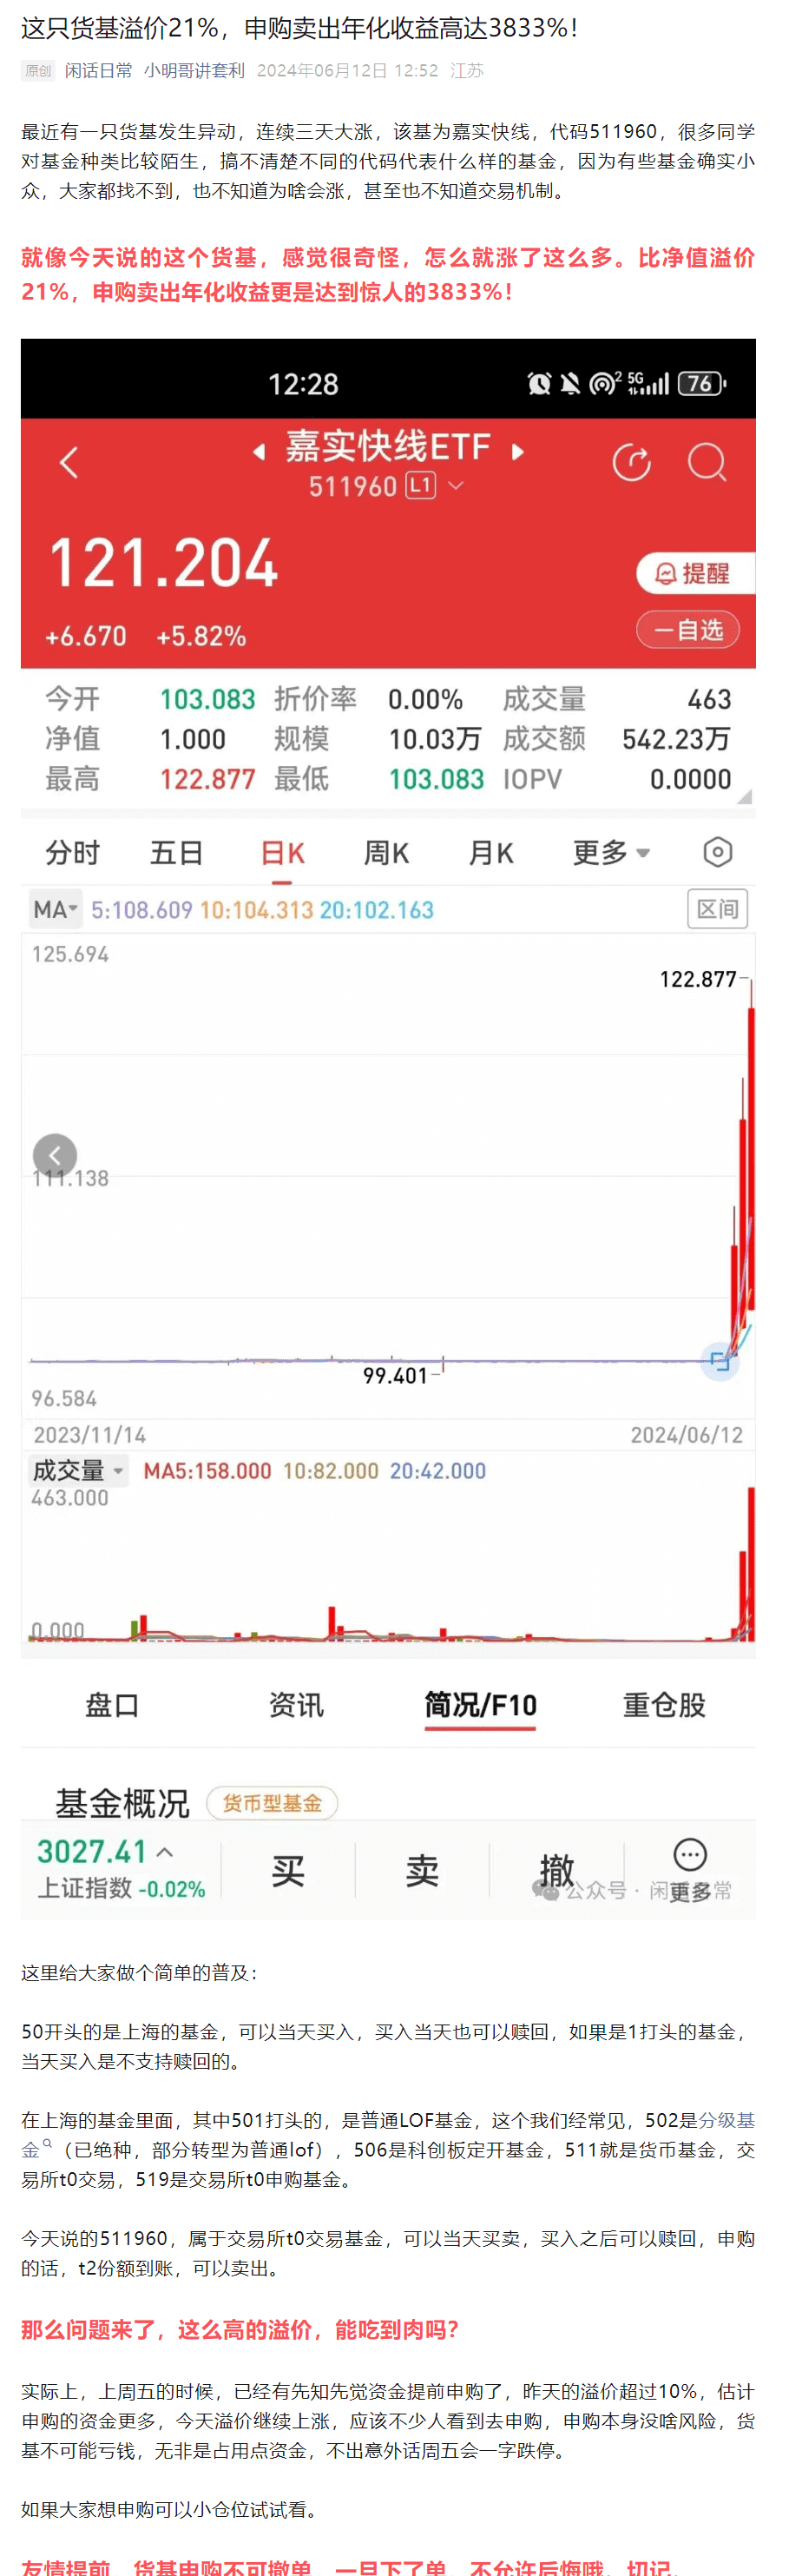 这只货基溢价21%，申购卖出年化收益高达3833%！
原创 闲话日常 小明哥讲套利 2024年06月12日 12:52 江苏
最近有一只货基发生异动，连续三天大涨，该基为嘉实快线，代码511960，很多同学
对基金种类比较陌生，搞不清楚不同的代码代表什么样的基金，因为有些基金确实小
众，大家都找不到，也不知道为啥会涨，甚至也不知道交易机制。
就像今天说的这个货基，感觉很奇怪，怎么就涨了这么多。比净值溢价
21%，申购卖出年化收益更是达到惊人的3833%！
12:28 2 5G 76
嘉实快线ETF
511960 L1
121.204
提醒
+6.670 +5.82%
一自选
今开 103.083 折价率 0.00% 成交量 463
净值 1.000 规模 10.03万 成交额 542.23万
最高 122.877 最低 103.083 IOPV 0.0000
分时 五日 日K 周K 月K 更多
MA 5:108.609 10:104.313 20:102.163 区间
125.694
122.877
111.138
99.401
96.584
2023/11/14 2024/06/12
成交量 MA5:158.000 10:82.000 20:42.000
463.000
0.000
盘口 资讯 简况/F10 重仓股
基金概况 货币型基金
3027.41 买 卖 撤
上证指数 -0.02% 更多
公众号 · 闲话日常
这里给大家做个简单的普及：
50开头的是上海的基金，可以当天买入，买入当天也可以赎回，如果是1打头的基金，
当天买入是不支持赎回的。
在上海的基金里面，其中501打头的，是普通LOF基金，这个我们经常见，502是分级基
金（已绝种，部分转型为普通lof），506是科创板定开基金，511就是货币基金，交
易所t0交易，519是交易所t0申购基金。
今天说的511960，属于交易所t0交易基金，可以当天买卖，买入之后可以赎回，申购
的话，t2份额到账，可以卖出。
那么问题来了，这么高的溢价，能吃到肉吗？
实际上，上周五的时候，已经有先知先觉资金提前申购了，昨天的溢价超过10%，估计
申购的资金更多，今天溢价继续上涨，应该不少人看到去申购，申购本身没啥风险，货
基不可能亏钱，无非是占用点资金，不出意外话周五会一字跌停。
如果大家想申购可以小仓位试试看。
友情提前，货基申购不可撤单，一旦下了单，不允许后悔哦，切记。